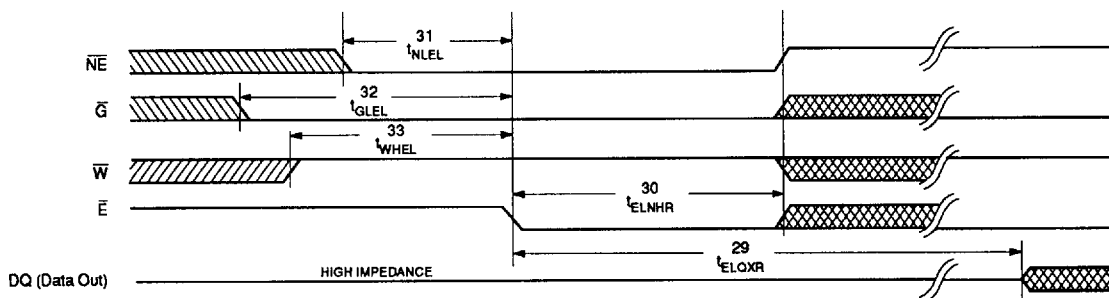 31
tNLEL
NE
32
G
tGLEL
33
tWHEL
W
30
E
tELNHR
29
tELQXR
HIGH IMPEDANCE
DQ (Data Out)